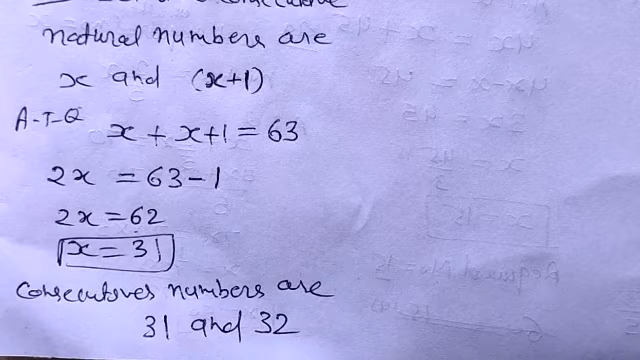 consecutive
natural numbers are
x and (x+1)
A-T-Q x + x+1 = 63
2x = 63-1
2x = 62
x = 31
Consecutives numbers are
31 and 32